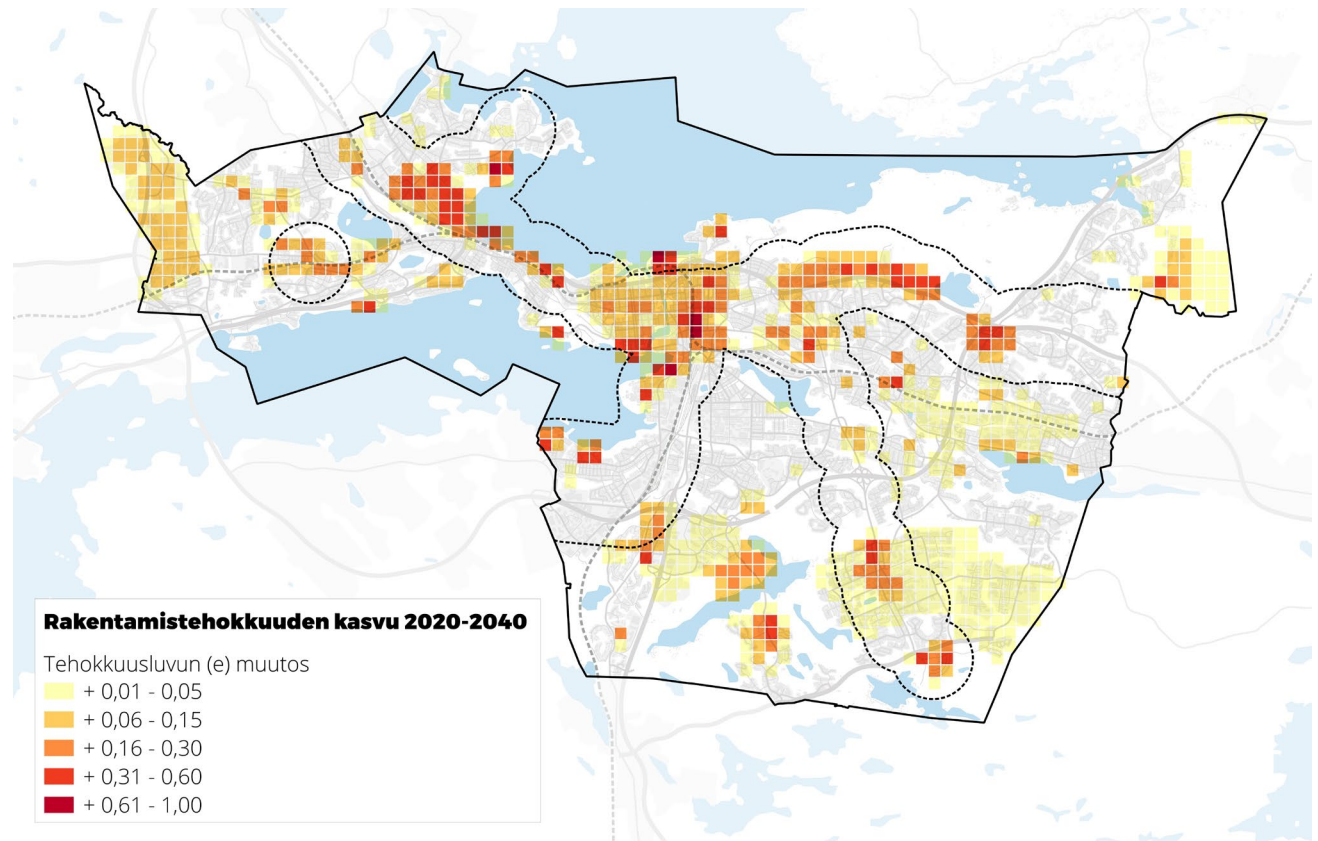 Rakentamistehokkuuden kasvu 2020-2040
Tehokkuusluvun (e) muutos
+ 0,01 - 0,05
+ 0,06 - 0,15
+ 0,16 - 0,30
+ 0,31 - 0,60
+ 0,61 - 1,00